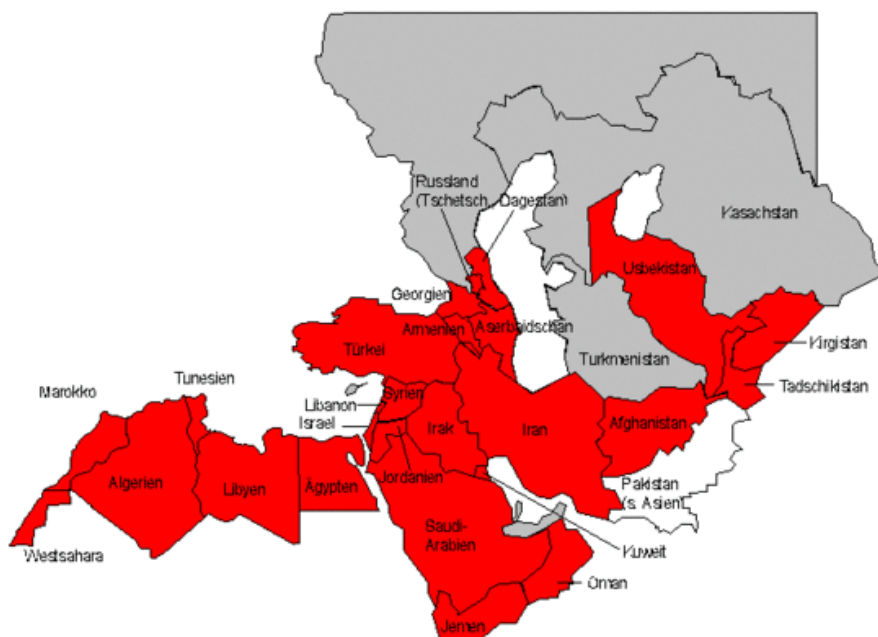 Russland
(Tschetsch., Dagestan)
Kasachstan
Usbekistan
Georgien
Armenien
Aserbaidschan
Türkei
Turkmenistan
Kirgistan
Tadschikistan
Marokko
Tunesien
Libanon
Syrien
Israel
Irak
Iran
Afghanistan
Algerien
Libyen
Ägypten
Jordanien
Pakistan
(s. Asien)
Saudi-
Arabien
Kuweit
Westsahara
Oman
Jemen